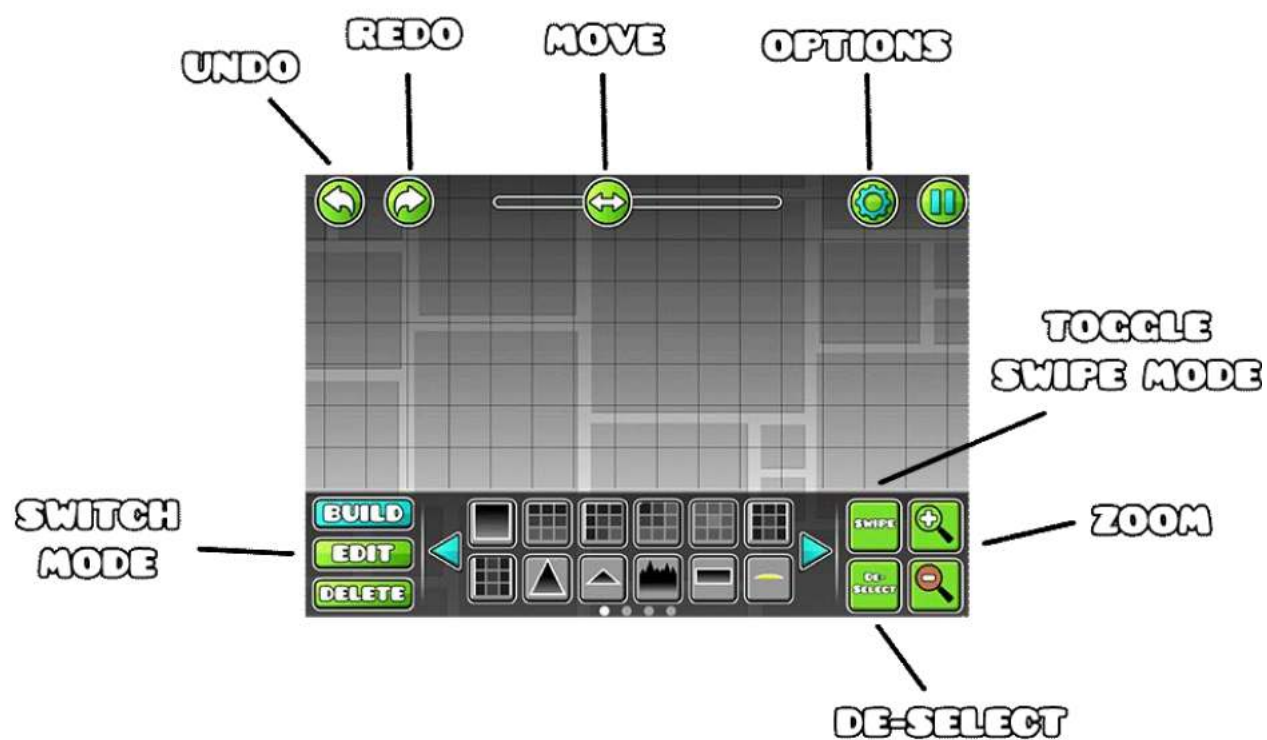 UNDO
REDO
MOVE
OPTIONS
TOGGLE
SWIPE MODE
SWITCH
MODE
BUILD
EDIT
DELETE
SWIPE
DE-
SELECT
ZOOM
DE-SELECT